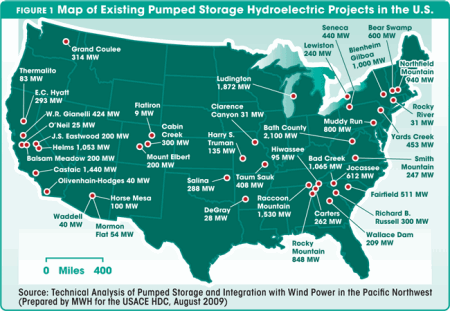 FIGURE 1 Map of Existing Pumped Storage Hydroelectric Projects in the U.S.
Grand Coulee
314 MW
Thermalito
83 MW
E.C. Hyatt
293 MW
W.R. Gianelli 424 MW
O'Neil 25 MW
J.S. Eastwood 200 MW
Helms 1,053 MW
Balsam Meadow 200 MW
Castaic 1,440 MW
Olivenhain-Hodges 40 MW
Waddell
40 MW
Mormon
Flat 54 MW
Horse Mesa
100 MW
Flatiron
9 MW
Cabin
Creek
300 MW
Mount Elbert
200 MW
Salina
288 MW
Harry S.
Truman
135 MW
Clarence
Canyon 31 MW
Taum Sauk
408 MW
DeGray
28 MW
Ludington
1,872 MW
Bath County
2,100 MW
Hiwassee
95 MW
Raccoon
Mountain
1,530 MW
Rocky
Mountain
848 MW
Carters
262 MW
Bad Creek
1,065 MW
Jocassee
612 MW
Fairfield 511 MW
Richard B.
Russell 300 MW
Wallace Dam
209 MW
Smith
Mountain
247 MW
Muddy Run
800 MW
Yards Creek
453 MW
Rocky
River
31 MW
Northfield
Mountain
940 MW
Bear Swamp
600 MW
Blenheim
Gilboa
1,000 MW
Seneca
440 MW
Lewiston
240 MW
0 Miles 400
Source: Technical Analysis of Pumped Storage and Integration with Wind Power in the Pacific Northwest
(Prepared by MWH for the USACE HDC, August 2009)